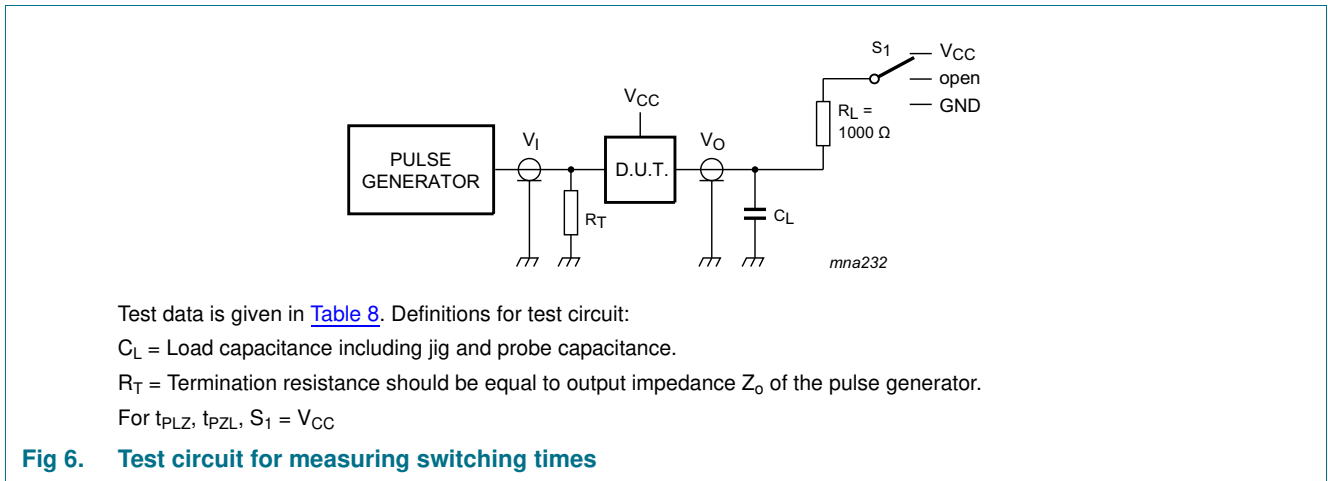 S1
VCC
open
GND
VCC
RL =
1000 Ω
PULSE
GENERATOR
VI
D.U.T.
VO
RT
CL
mna232
Test data is given in Table 8. Definitions for test circuit:
CL = Load capacitance including jig and probe capacitance.
RT = Termination resistance should be equal to output impedance Zo of the pulse generator.
For tPLZ, tPZL, S1 = VCC
Fig 6. Test circuit for measuring switching times